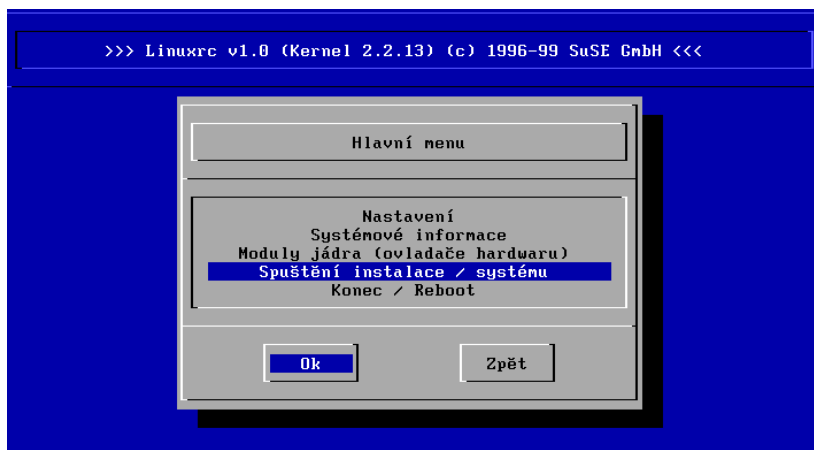 >>> Linuxrc v1.0 (Kernel 2.2.13) (c) 1996-99 SuSE GmbH <<<
Hlavní menu
Nastavení
Systémové informace
Moduly jádra (ovladače hardwaru)
Spuštění instalace / systému
Konec / Reboot
Ok
Zpět